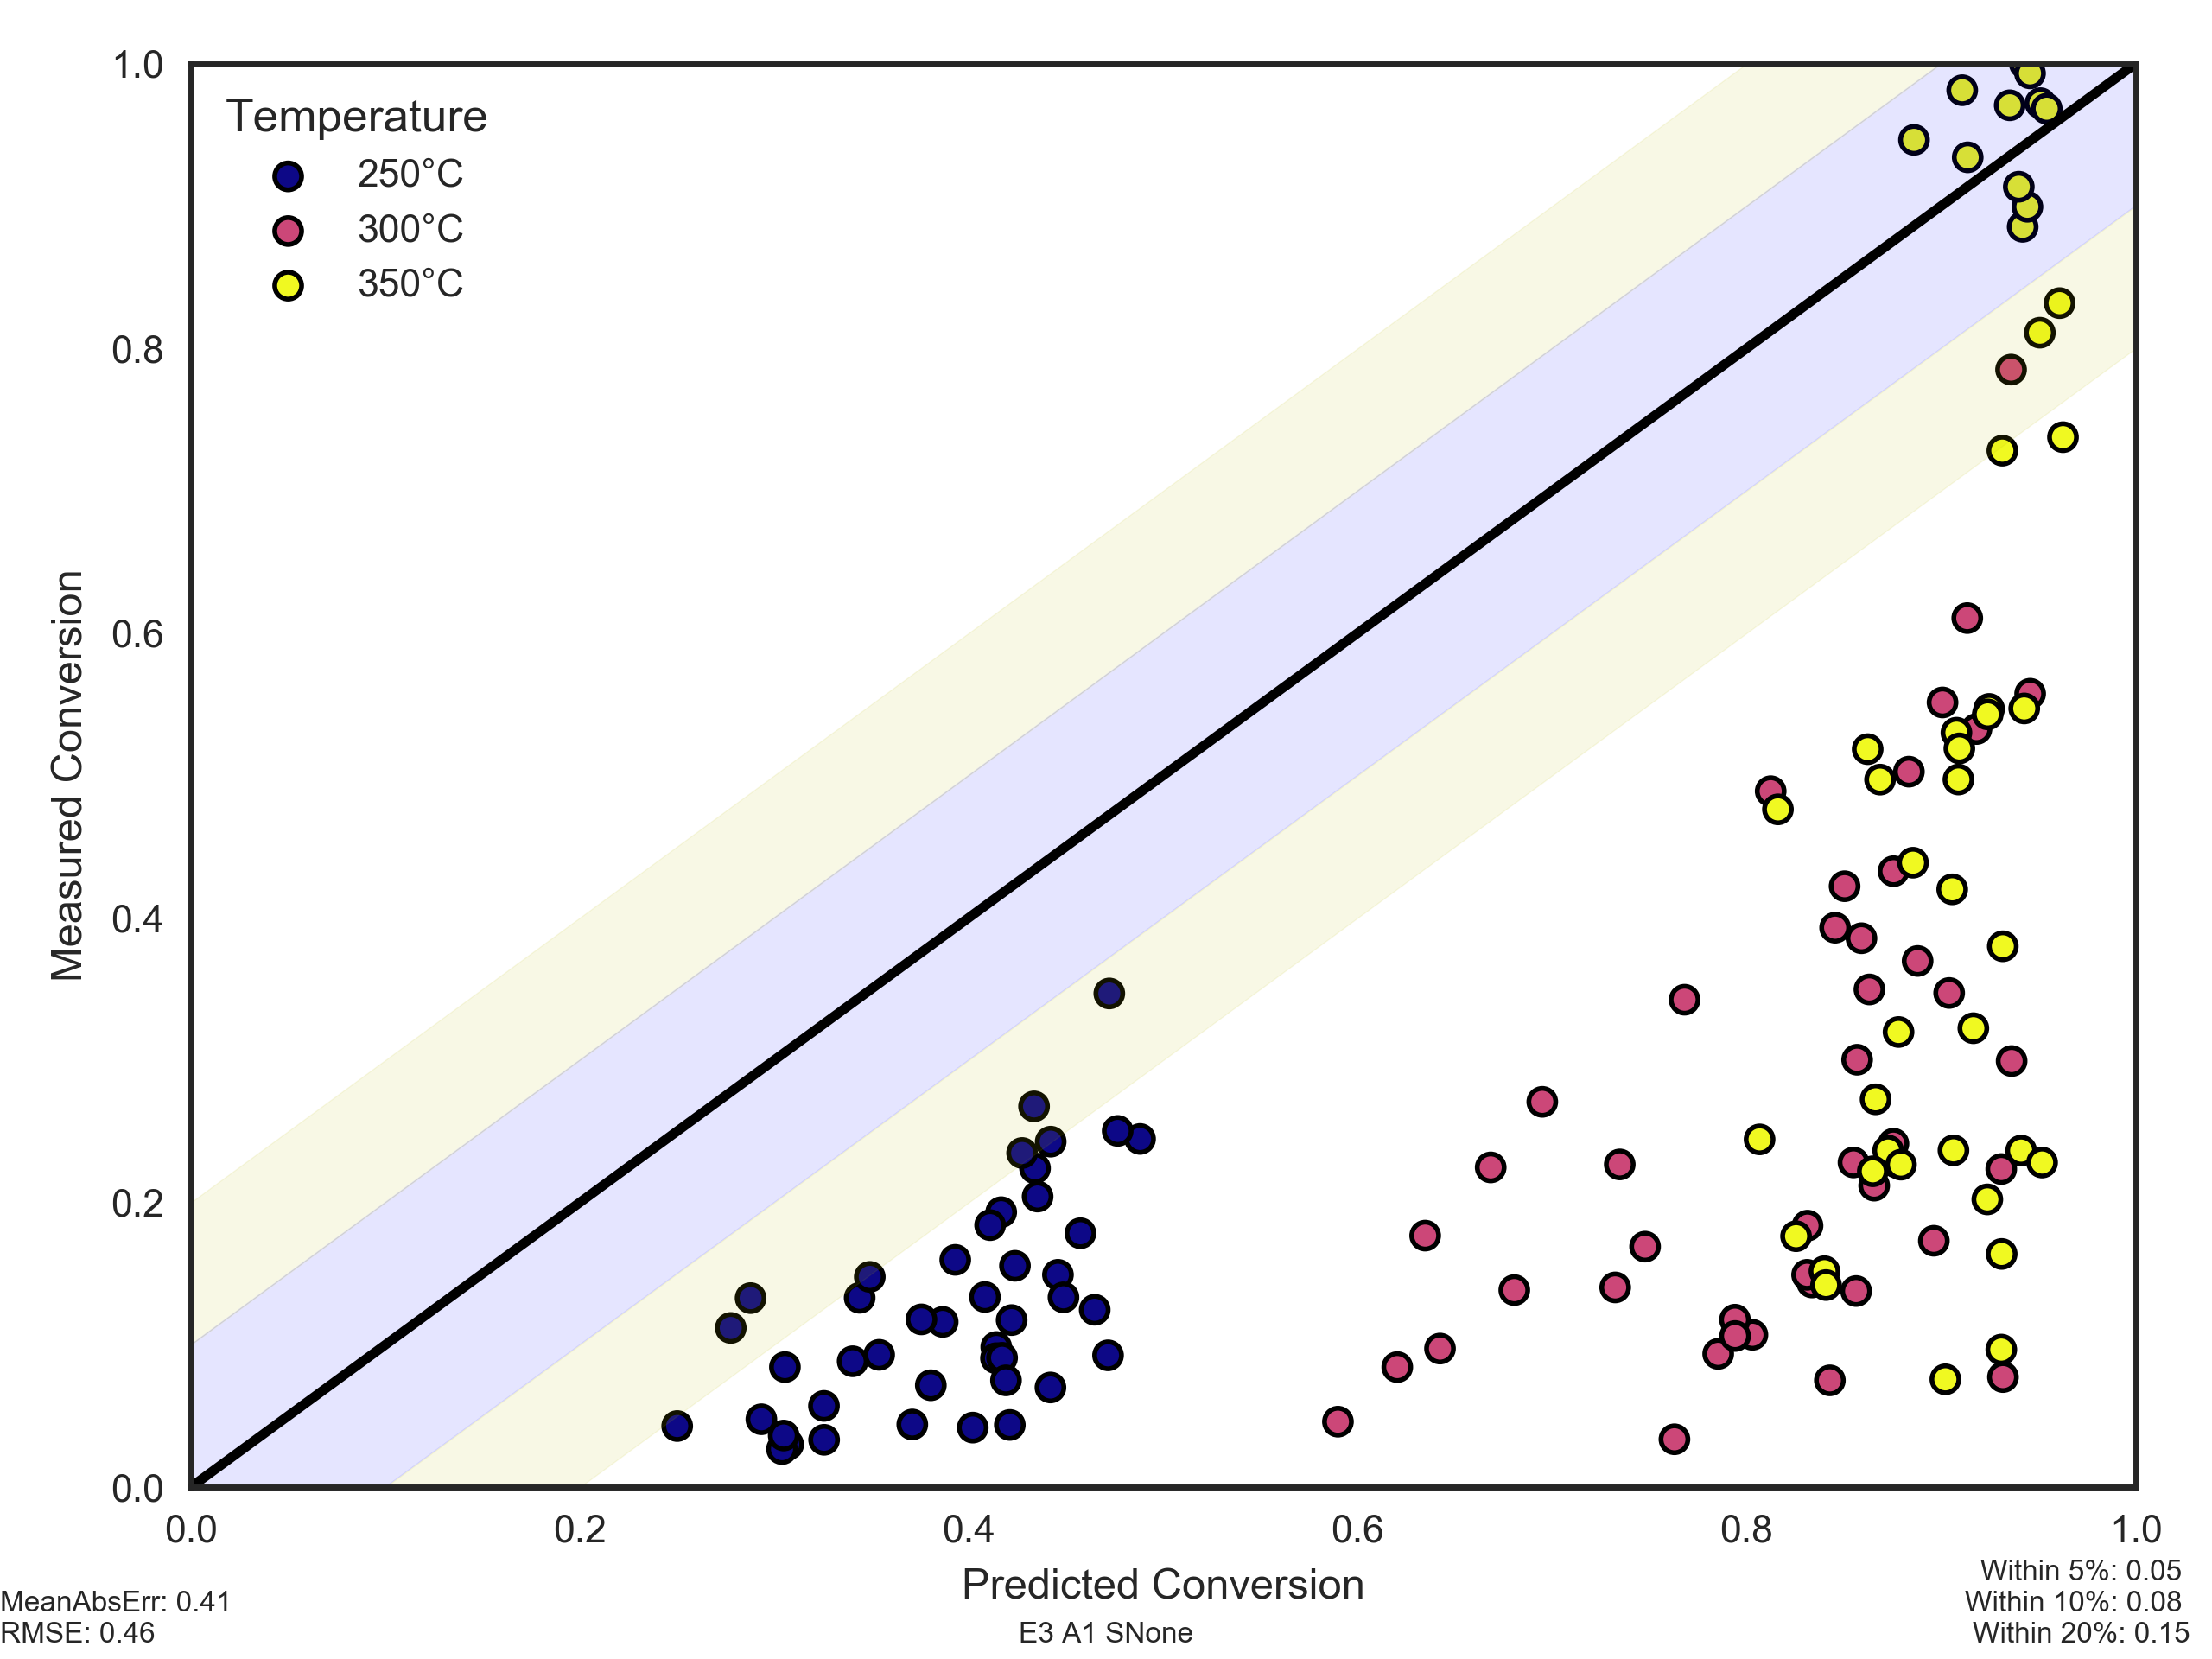 Temperature
250°C
300°C
350°C
1.0
0.8
0.6
0.4
0.2
0.0
Measured Conversion
0.0 0.2 0.4 0.6 0.8 1.0
Predicted Conversion
E3 A1 SNone
MeanAbsErr: 0.41
RMSE: 0.46
Within 5%: 0.05
Within 10%: 0.08
Within 20%: 0.15